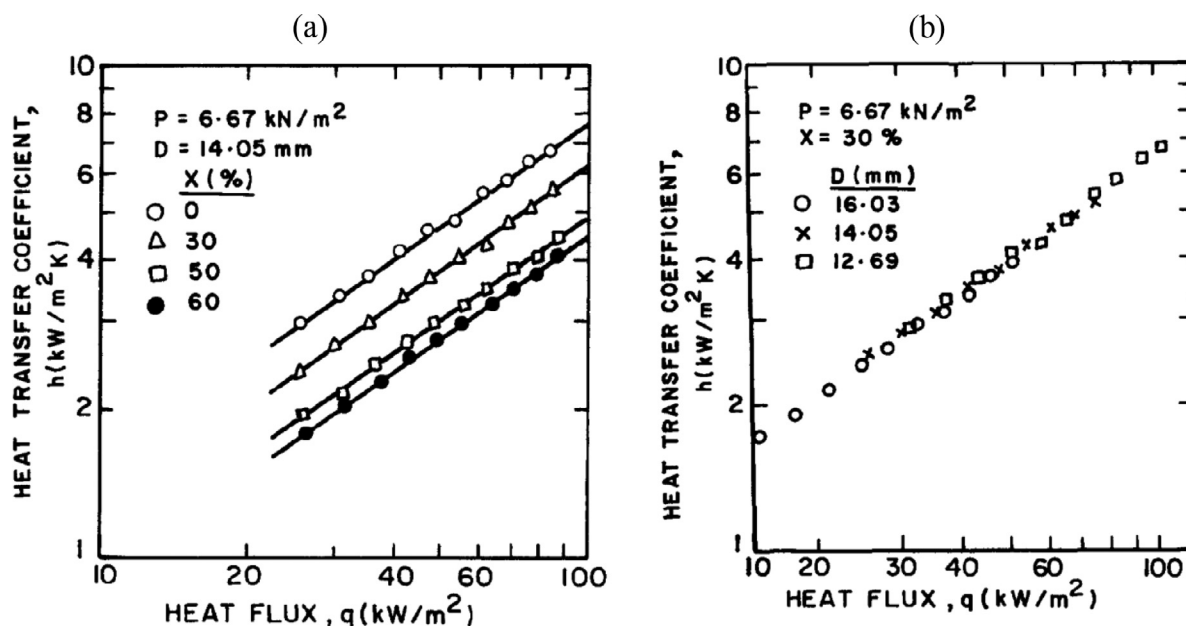 (a)
10
8
6
4
3
2
1
HEAT TRANSFER COEFFICIENT,
h(kW/m²K)
P = 6·67 kN/m²
D = 14·05 mm
X (%)
0
30
50
60
10 20 40 60 100
HEAT FLUX, q(kW/m²)
(b)
10
8
6
4
2
1
HEAT TRANSFER COEFFICIENT,
h(kW/m²K)
P = 6·67 kN/m²
X = 30 %
D (mm)
16·03
14·05
12·69
10 20 40 60 100
HEAT FLUX, q(kW/m²)